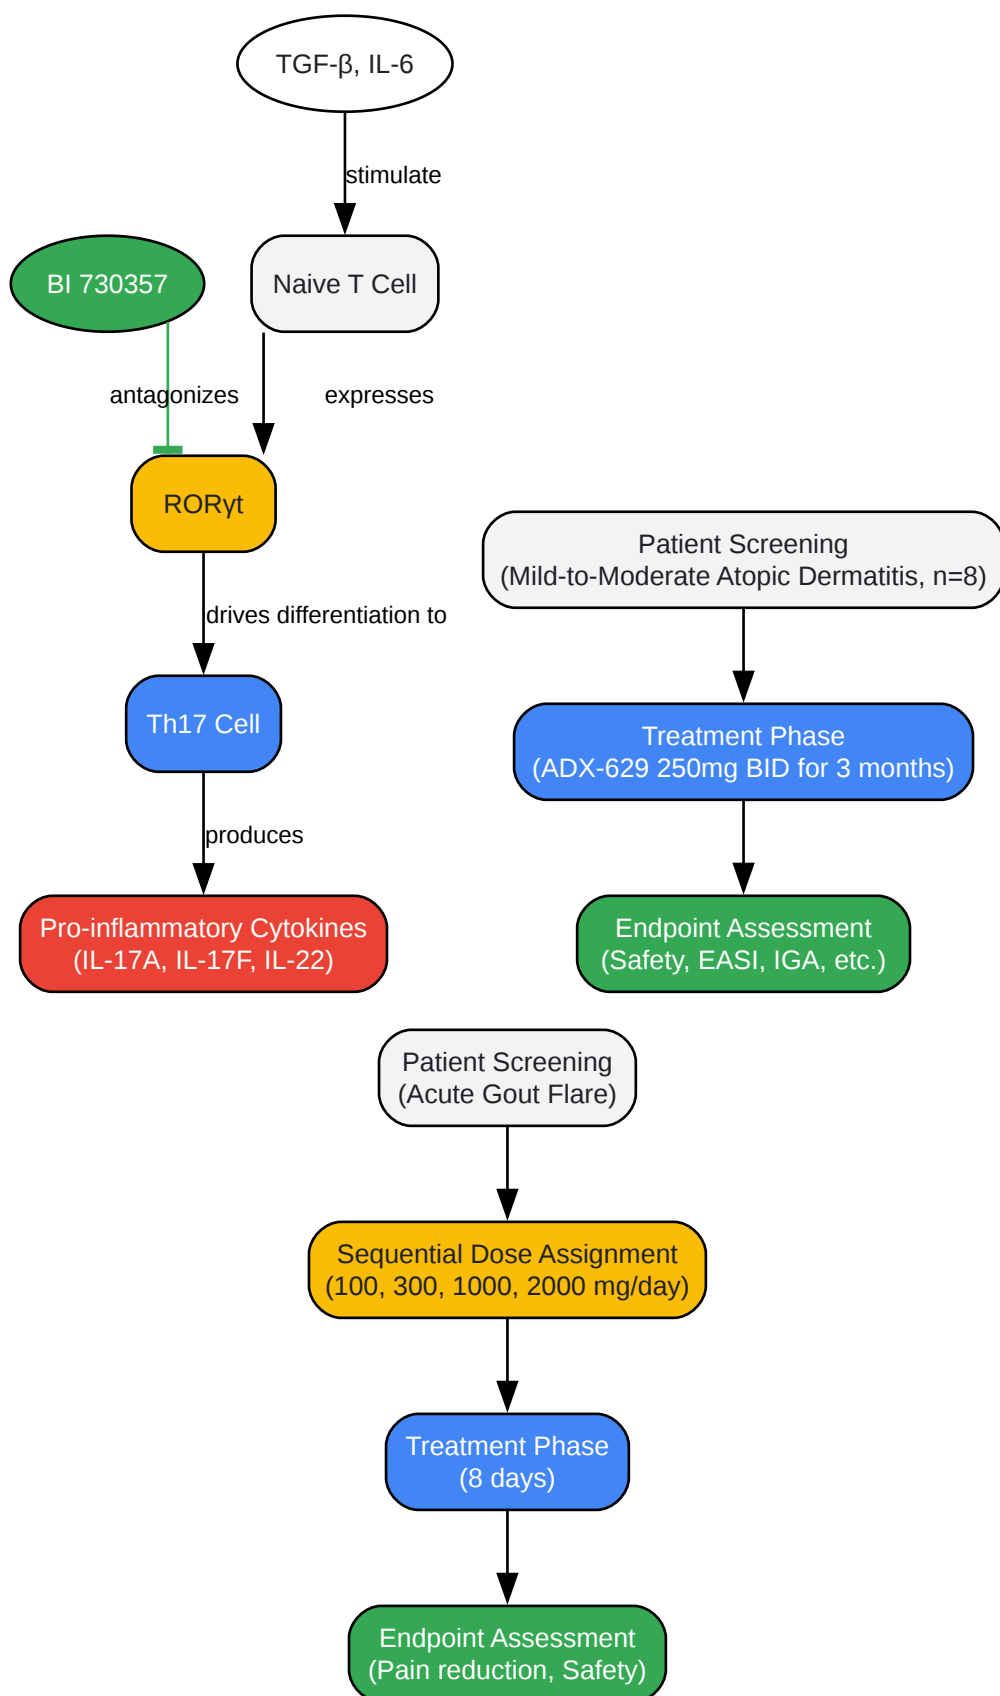 TGF-β, IL-6
stimulate
BI 730357
Naive T Cell
antagonizes
expresses
RORγt
drives differentiation to
Th17 Cell
produces
Pro-inflammatory Cytokines
(IL-17A, IL-17F, IL-22)
Patient Screening
(Mild-to-Moderate Atopic Dermatitis, n=8)
Treatment Phase
(ADX-629 250mg BID for 3 months)
Endpoint Assessment
(Safety, EASI, IGA, etc.)
Patient Screening
(Acute Gout Flare)
Sequential Dose Assignment
(100, 300, 1000, 2000 mg/day)
Treatment Phase
(8 days)
Endpoint Assessment
(Pain reduction, Safety)